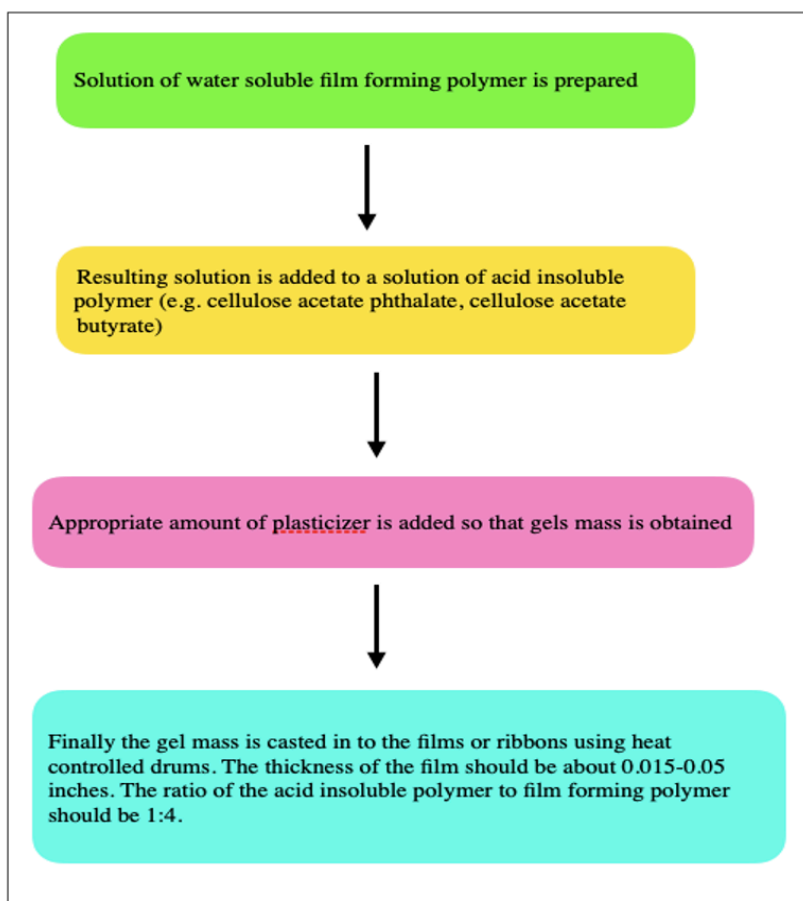 Solution of water soluble film forming polymer is prepared
Resulting solution is added to a solution of acid insoluble
polymer (e.g. cellulose acetate phthalate, cellulose acetate
butyrate)
Appropriate amount of plasticizer is added so that gels mass is obtained
Finally the gel mass is casted in to the films or ribbons using heat
controlled drums. The thickness of the film should be about 0.015-0.05
inches. The ratio of the acid insoluble polymer to film forming polymer
should be 1:4.